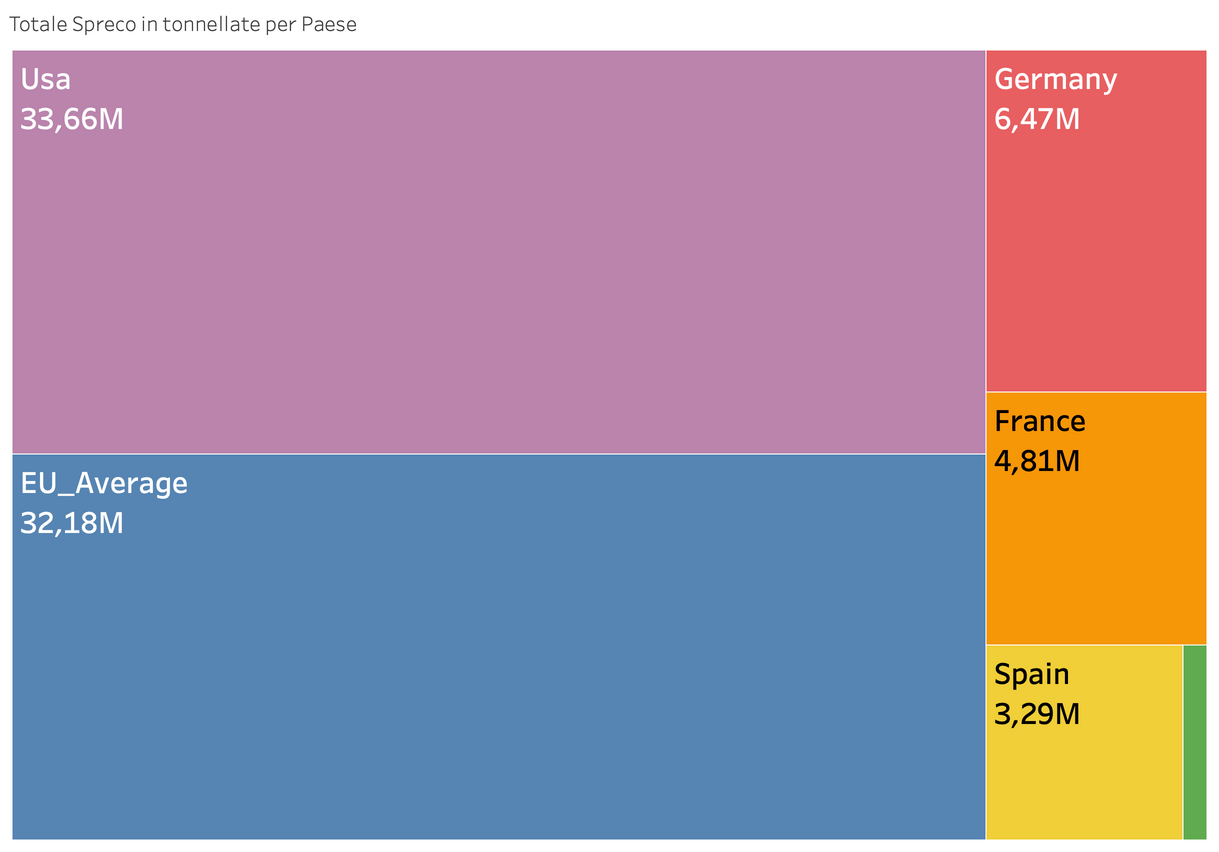 Totale Spreco in tonnellate per Paese
Usa
33,66M
Germany
6,47M
France
4,81M
EU_Average
32,18M
Spain
3,29M